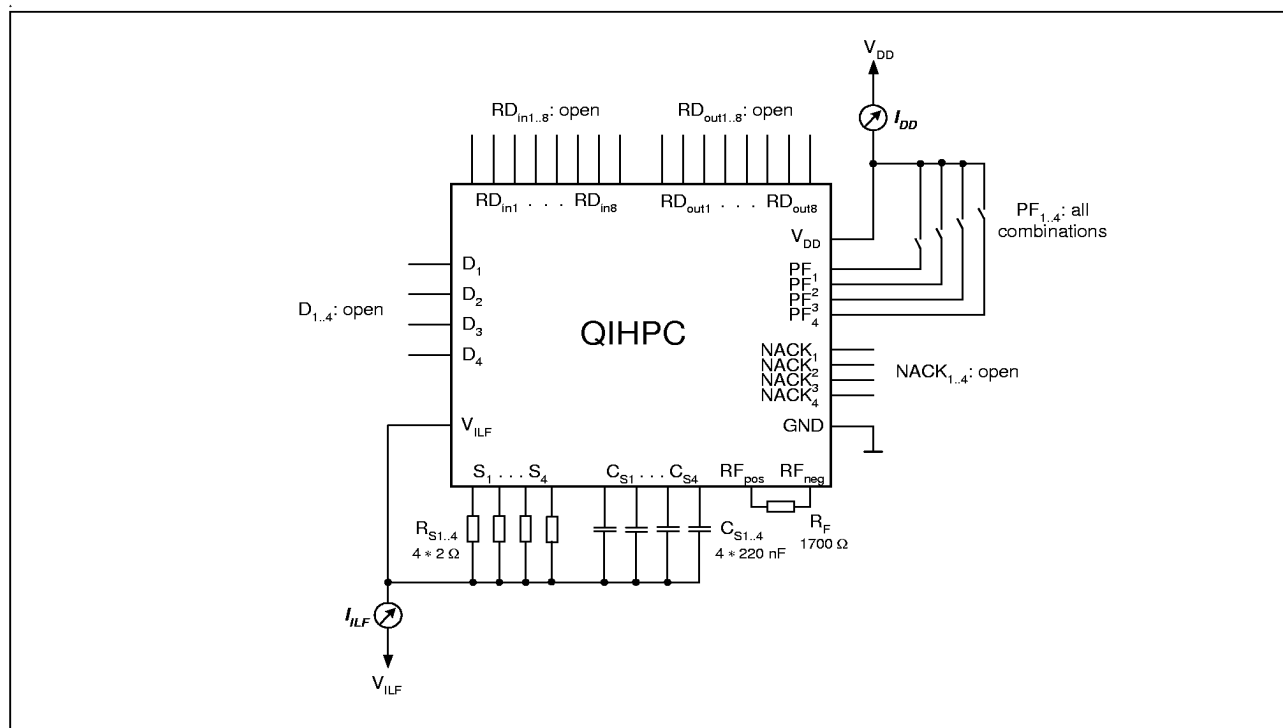 V_DD
RD_in1..8: open RD_out1..8: open
I_DD
RD_in1 . . . RD_in8 RD_out1 . . . RD_out8
PF_1..4: all
combinations
V_DD
D_1
PF_1
D_2
PF_2
D_1..4: open
PF_3
D_3
PF_4
QIHPC
D_4
NACK_1
NACK_2
NACK_1..4: open
NACK_3
NACK_4
V_ILF
GND
S_1 . . . S_4 C_S1 . . . C_S4 RF_pos RF_neg
R_S1..4 C_S1..4 R_F
4 * 2 Ω 4 * 220 nF 1700 Ω
I_ILF
V_ILF